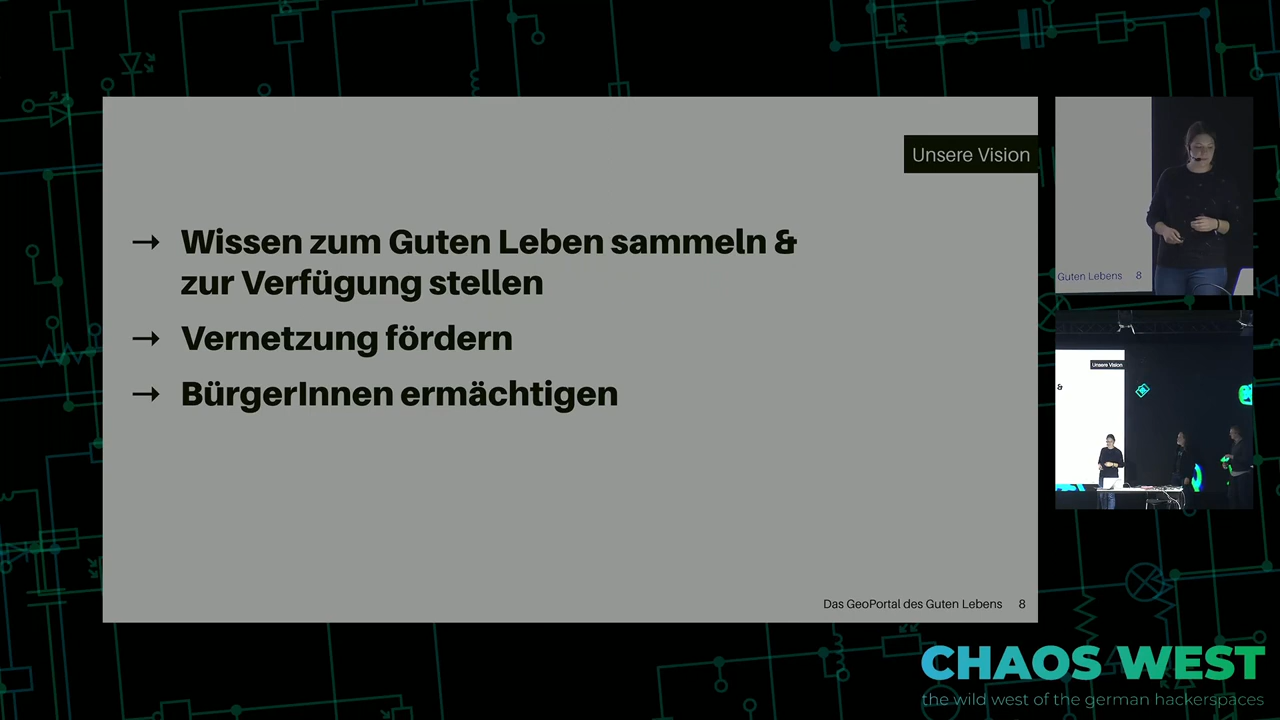 Unsere Vision
→ Wissen zum Guten Leben sammeln &
zur Verfügung stellen
→ Vernetzung fördern
→ BürgerInnen ermächtigen
Das GeoPortal des Guten Lebens 8
Guten Lebens 8
Unsere Vision
&
CHAOS WEST
the wild west of the german hackerspaces